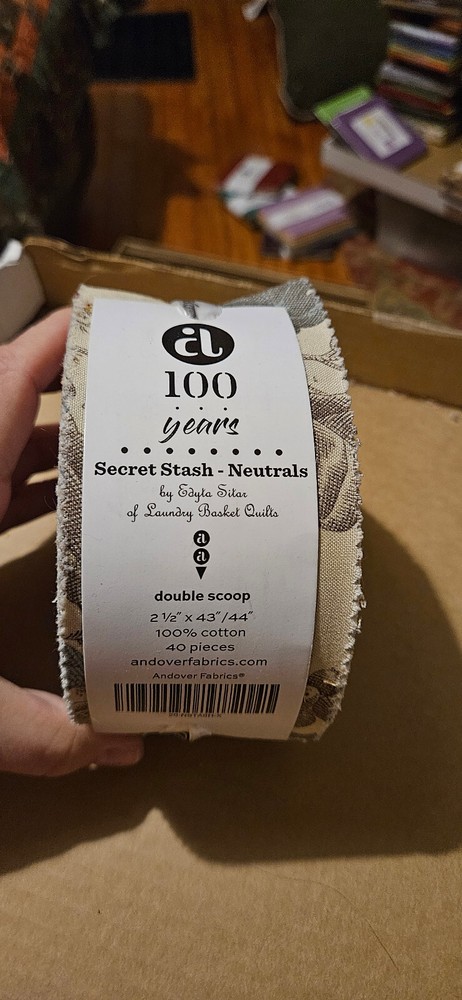 a
100
years
Secret Stash - Neutrals
by Edyta Sitar
of Laundry Basket Quilts
a
a
double scoop
2 ½" x 43"/44"
100% cotton
40 pieces
andoverfabrics.com
Andover Fabrics®